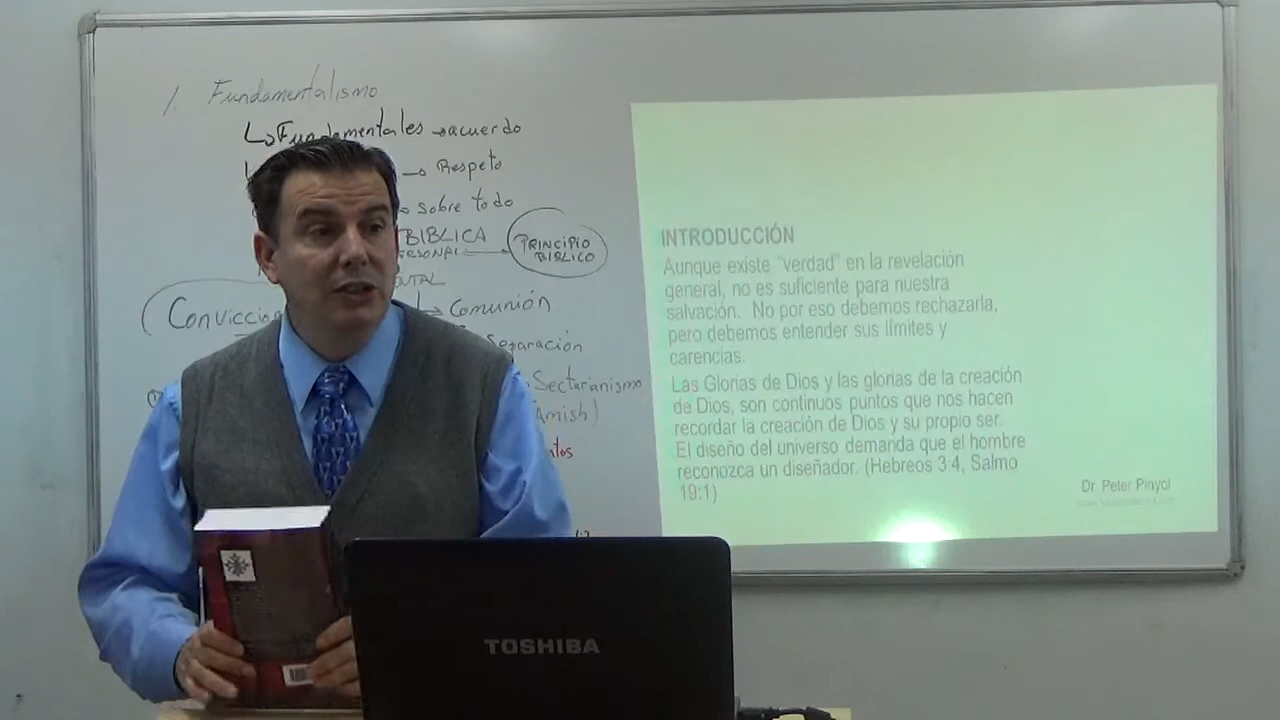 1. Fundamentalismo
Fundamentales → acuerdo
→ Respeto
sobre todo
BIBLICA
PRINCIPIO
BIBLICO
Convicción
→ Comunión
Separación
Sectarianismo
Amish)
INTRODUCCIÓN
Aunque existe "verdad" en la revelación
general, no es suficiente para nuestra
salvación. No por eso debemos rechazarla,
pero debemos entender sus límites y
carencias.
Las Glorias de Dios y las glorias de la creación
de Dios, son continuos puntos que nos hacen
recordar la creación de Dios y su propio ser.
El diseño del universo demanda que el hombre
reconozca un diseñador. (Hebreos 3:4, Salmo
19:1)
Dr. Peter Pinyol
TOSHIBA